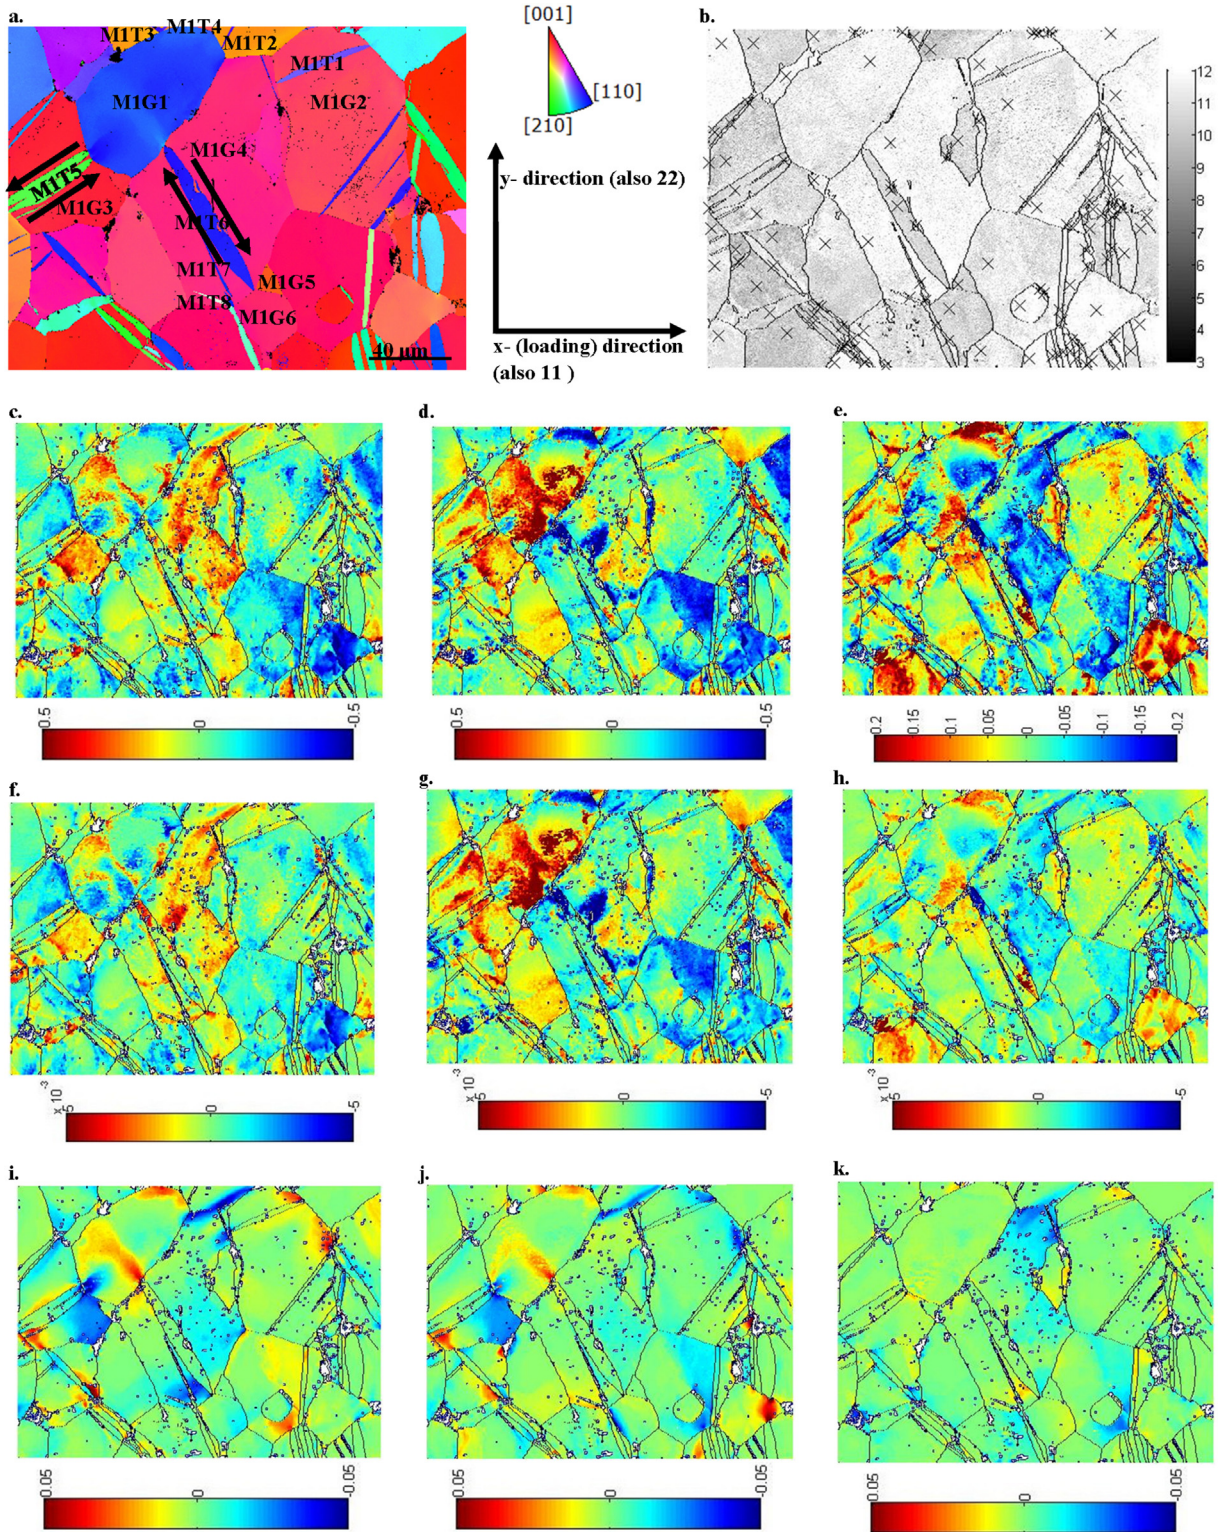 a.
M1T3
M1T4
M1T2
M1T1
M1G1
M1G2
M1G4
M1T5
M1G3
M1T6
M1T7
M1G5
M1T8
M1G6
40 µm
[001]
[110]
[210]
y- direction (also 22)
x- (loading) direction
(also 11 )
b.
12
11
10
9
8
7
6
5
4
3
c.
0.5
0
-0.5
d.
0.5
0
-0.5
e.
0.2
0.15
0.1
0.05
0
-0.05
-0.1
-0.15
-0.2
f.
x 10 -3
5
0
-5
g.
x 10 -3
5
0
-5
h.
x 10 -3
5
0
-5
i.
0.05
0
-0.05
j.
0.05
0
-0.05
k.
0.05
0
-0.05